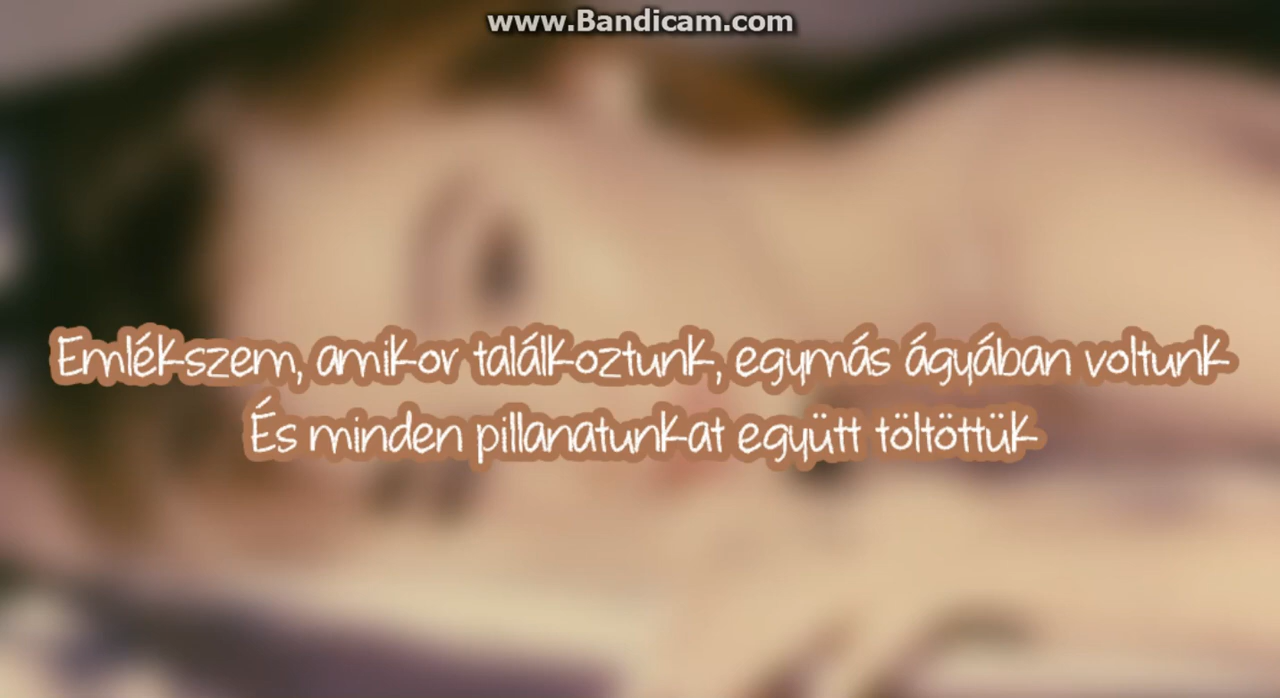 www.Bandicam.com
Emlékszem, amikor találkoztunk, egymás ágyában voltunk
És minden pillanatunkat együtt töltöttük